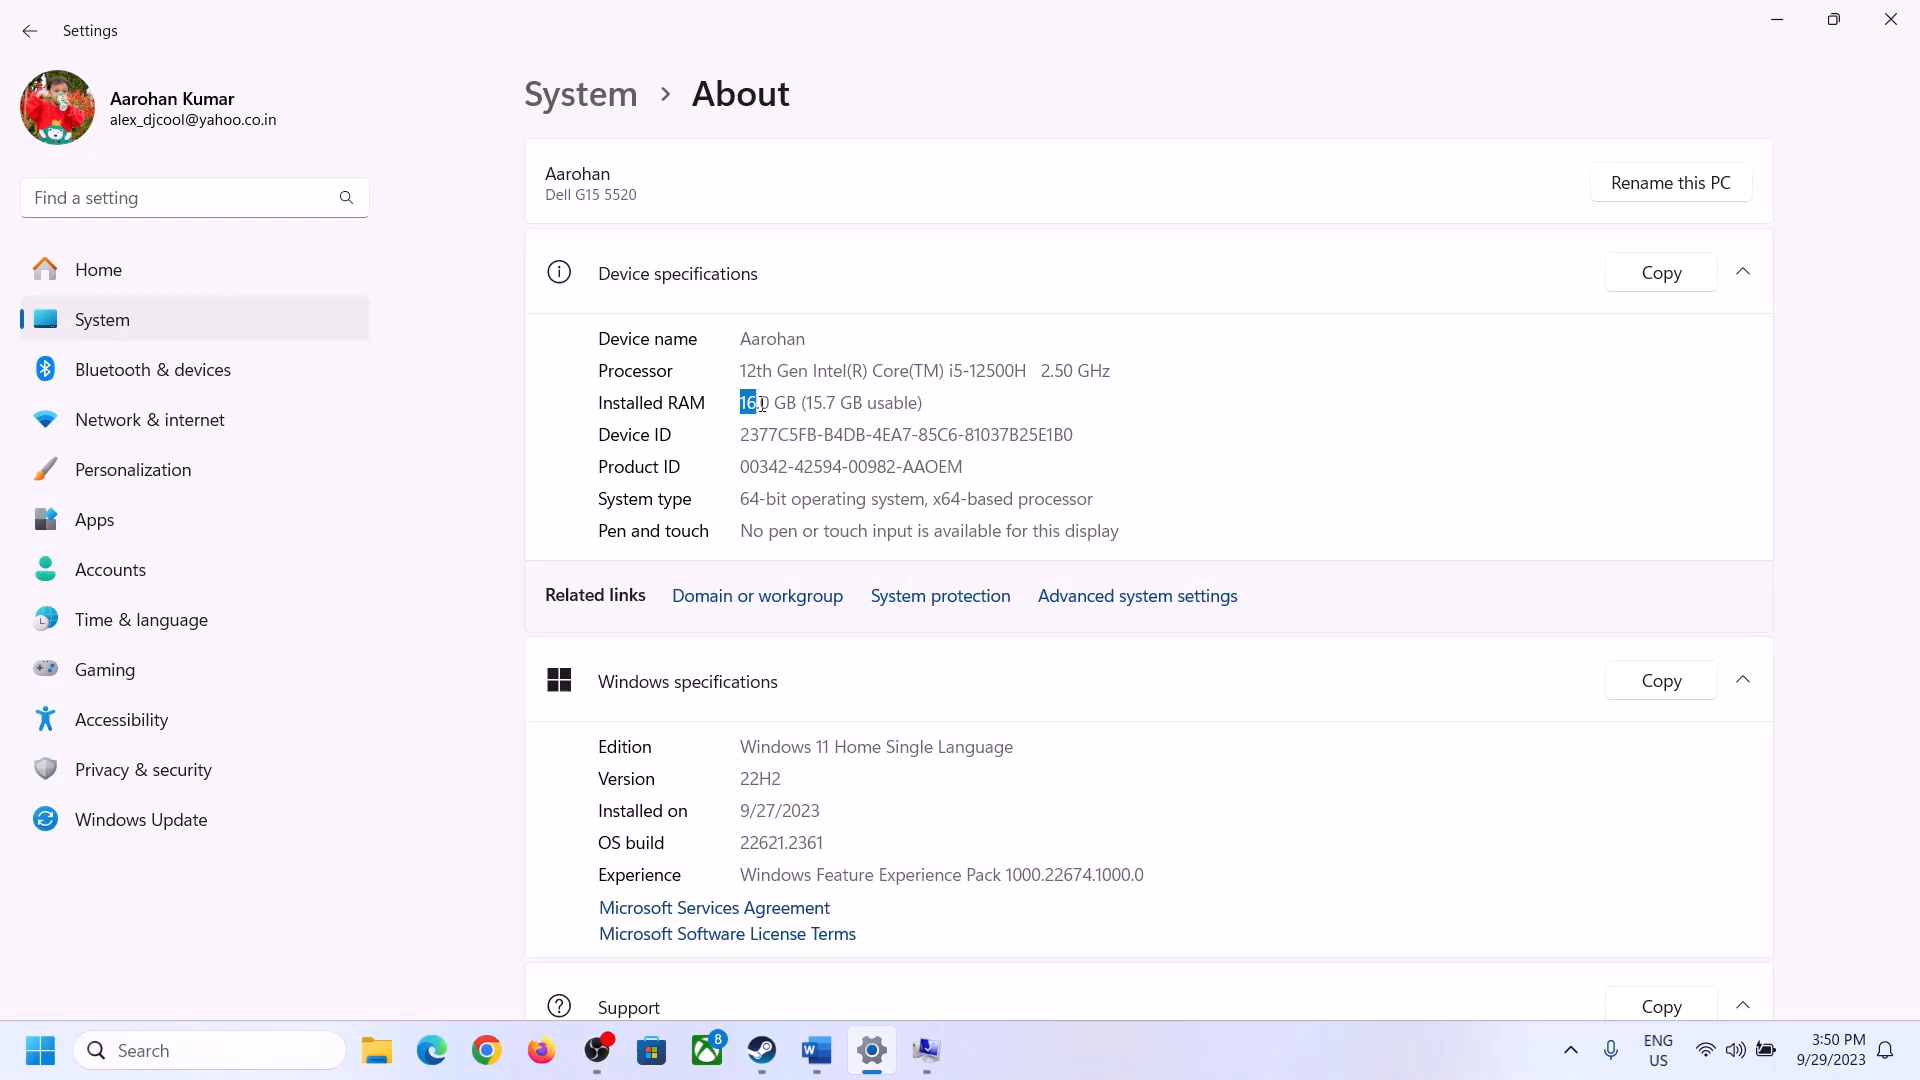 Settings
Aarohan Kumar
alex_djcool@yahoo.co.in
Find a setting
Home
System
Bluetooth & devices
Network & internet
Personalization
Apps
Accounts
Time & language
Gaming
Accessibility
Privacy & security
Windows Update
System > About
Aarohan
Dell G15 5520
Rename this PC
Device specifications
Copy
Device name Aarohan
Processor 12th Gen Intel(R) Core(TM) i5-12500H 2.50 GHz
Installed RAM 16.0 GB (15.7 GB usable)
Device ID 2377C5FB-B4DB-4EA7-85C6-81037B25E1B0
Product ID 00342-42594-00982-AAOEM
System type 64-bit operating system, x64-based processor
Pen and touch No pen or touch input is available for this display
Related links Domain or workgroup System protection Advanced system settings
Windows specifications
Copy
Edition Windows 11 Home Single Language
Version 22H2
Installed on 9/27/2023
OS build 22621.2361
Experience Windows Feature Experience Pack 1000.22674.1000.0
Microsoft Services Agreement
Microsoft Software License Terms
Support
Copy
Search
8
W
ENG
US
3:50 PM
9/29/2023